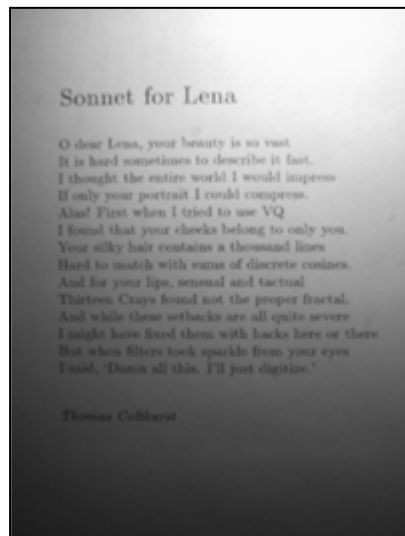 Sonnet for Lena
O dear Lena, your beauty is so vast
It is hard sometimes to describe it fast.
I thought the entire world I would impress
If only your portrait I could compress.
Alas! First when I tried to use VQ
I found that your cheeks belong to only you.
Your silky hair contains a thousand lines
Hard to match with sums of discrete cosines.
And for your lips, sensual and tactual
Thirteen Crays found not the proper fractal.
And while these setbacks are all quite severe
I might have fixed them with hacks here or there
But when filters took sparkle from your eyes
I said, 'Damn all this. I'll just digitize.'
Thomas Colthurst